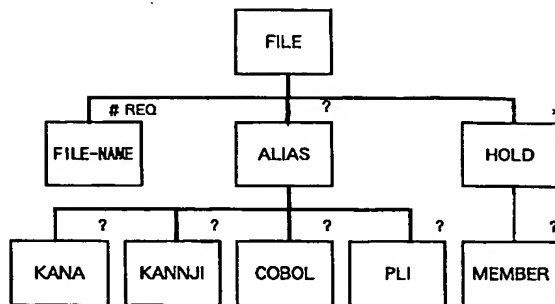 FILE
# REQ ? *
FILE-NAME ALIAS HOLD
? ? ? ? ?
KANA KANNJI COBOL PLI MEMBER